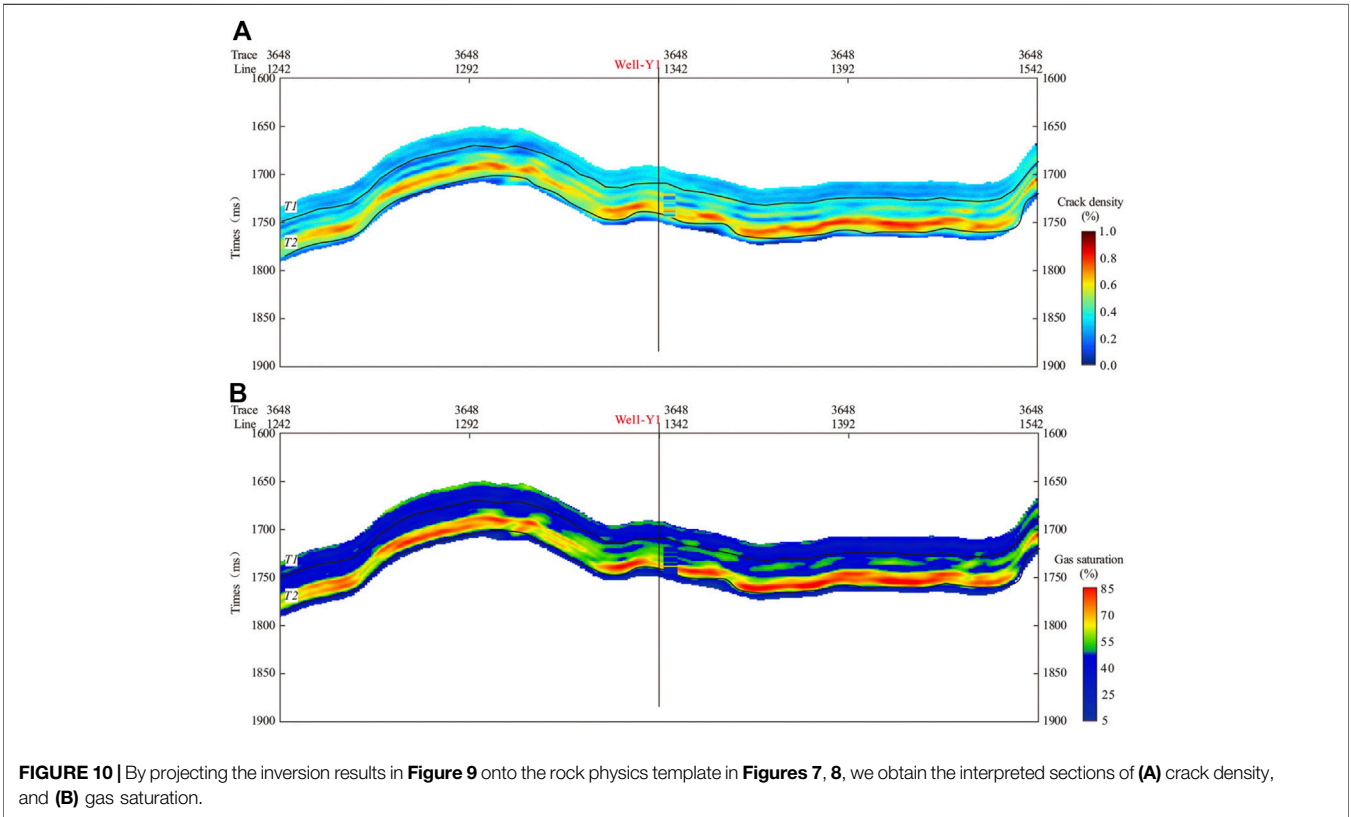 A
Trace 3648 3648 3648 3648 3648
Line 1242 1292 Well-Y1 1342 1392 1542
1600 1600
1650 1650
1700 1700
1750 1750
1800 1800
1850 1850
1900 1900
Times (ms)
T1
T2
Crack density
(%)
1.0
0.8
0.6
0.4
0.2
0.0
B
Trace 3648 3648 3648 3648 3648
Line 1242 1292 Well-Y1 1342 1392 1542
1600 1600
1650 1650
1700 1700
1750 1750
1800 1800
1850 1850
1900 1900
Times (ms)
T1
T2
Gas saturation
(%)
85
70
55
40
25
5
FIGURE 10 | By projecting the inversion results in Figure 9 onto the rock physics template in Figures 7, 8, we obtain the interpreted sections of (A) crack density,
and (B) gas saturation.